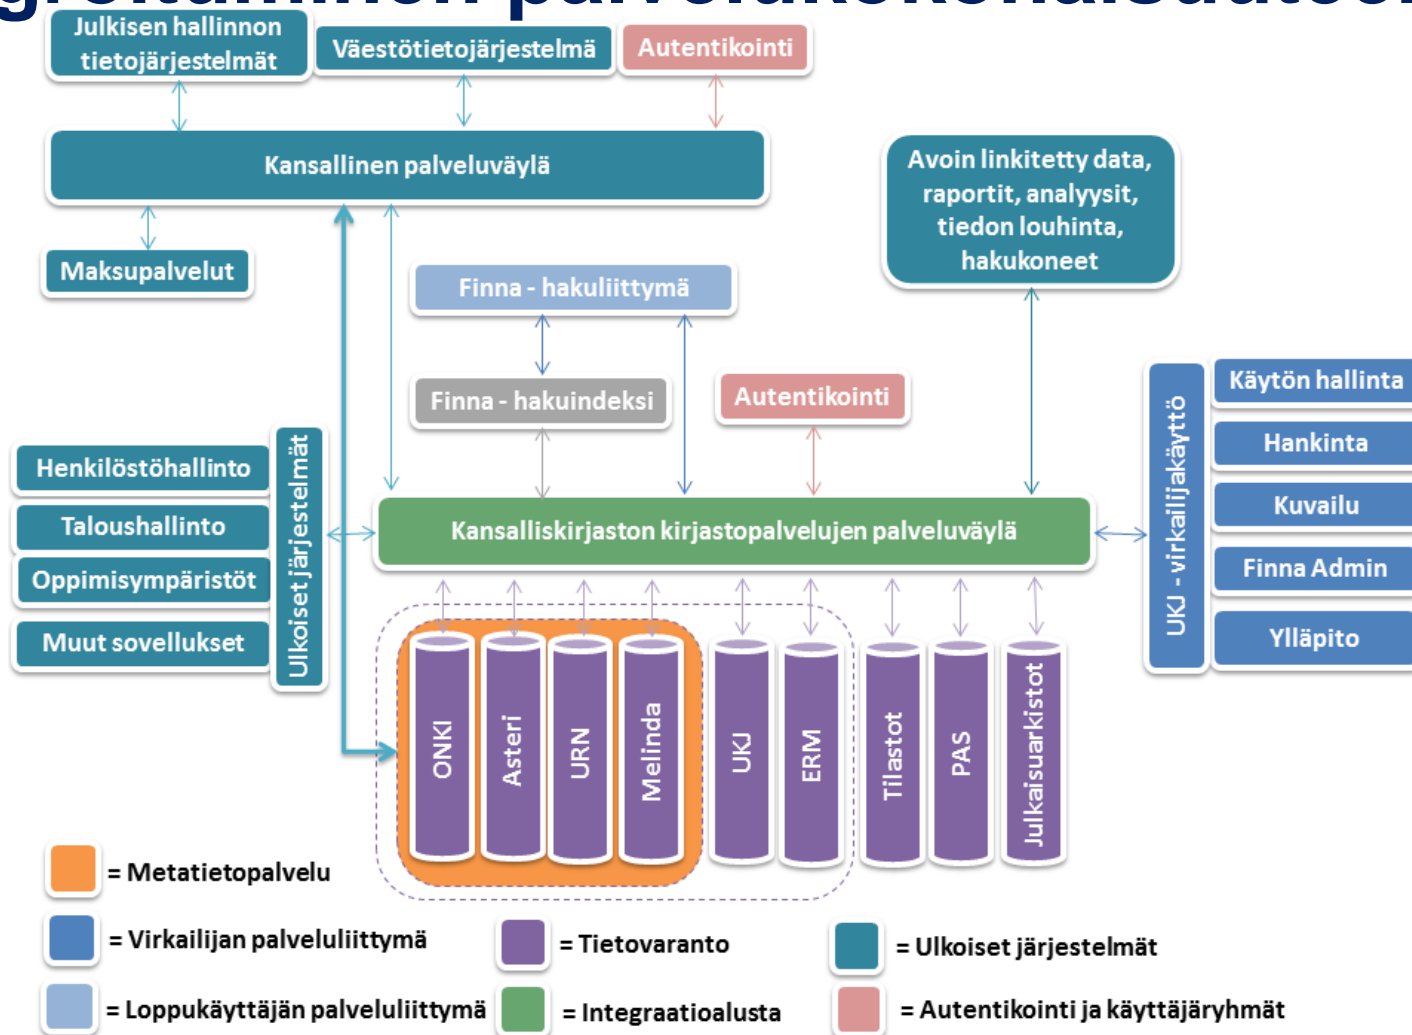 groituminen palvelukokonaisuuteen
Julkisen hallinnon
tietojärjestelmät
Väestötietojärjestelmä
Autentikointi
Kansallinen palveluväylä
Avoin linkitetty data,
raportit, analyysit,
tiedon louhinta,
hakukoneet
Maksupalvelut
Finna - hakuliittymä
Finna - hakuindeksi
Autentikointi
Käytön hallinta
Hankinta
Kuvailu
Finna Admin
Ylläpito
UKJ - virkailijakäyttö
Henkilöstöhallinto
Taloushallinto
Oppimisympäristöt
Muut sovellukset
Ulkoiset järjestelmät
Kansalliskirjaston kirjastopalvelujen palveluväylä
ONKI
Asteri
URN
Melinda
UKJ
ERM
Tilastot
PAS
Julkaisuarkistot
= Metatietopalvelu
= Virkailijan palveluliittymä
= Tietovaranto
= Ulkoiset järjestelmät
= Loppukäyttäjän palveluliittymä
= Integraatioalusta
= Autentikointi ja käyttäjäryhmät